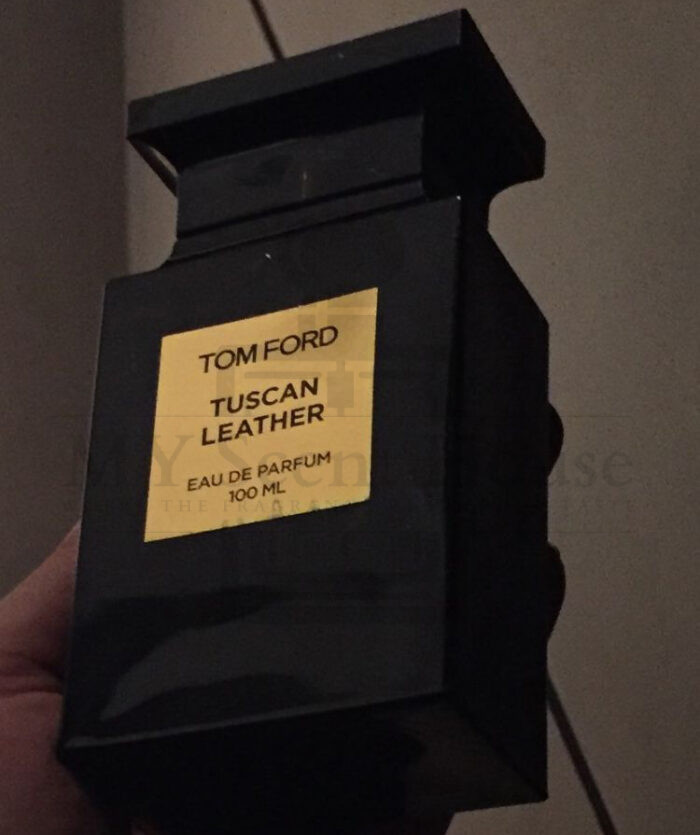 TOM FORD
TUSCAN
LEATHER
EAU DE PARFUM
100 ML